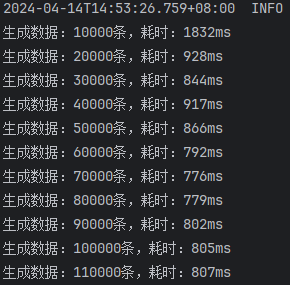 2024-04-14T14:53:26.759+08:00  INFO
生成数据：10000条，耗时：1832ms
生成数据：20000条，耗时：928ms
生成数据：30000条，耗时：844ms
生成数据：40000条，耗时：917ms
生成数据：50000条，耗时：866ms
生成数据：60000条，耗时：792ms
生成数据：70000条，耗时：776ms
生成数据：80000条，耗时：779ms
生成数据：90000条，耗时：802ms
生成数据：100000条，耗时：805ms
生成数据：110000条，耗时：807ms